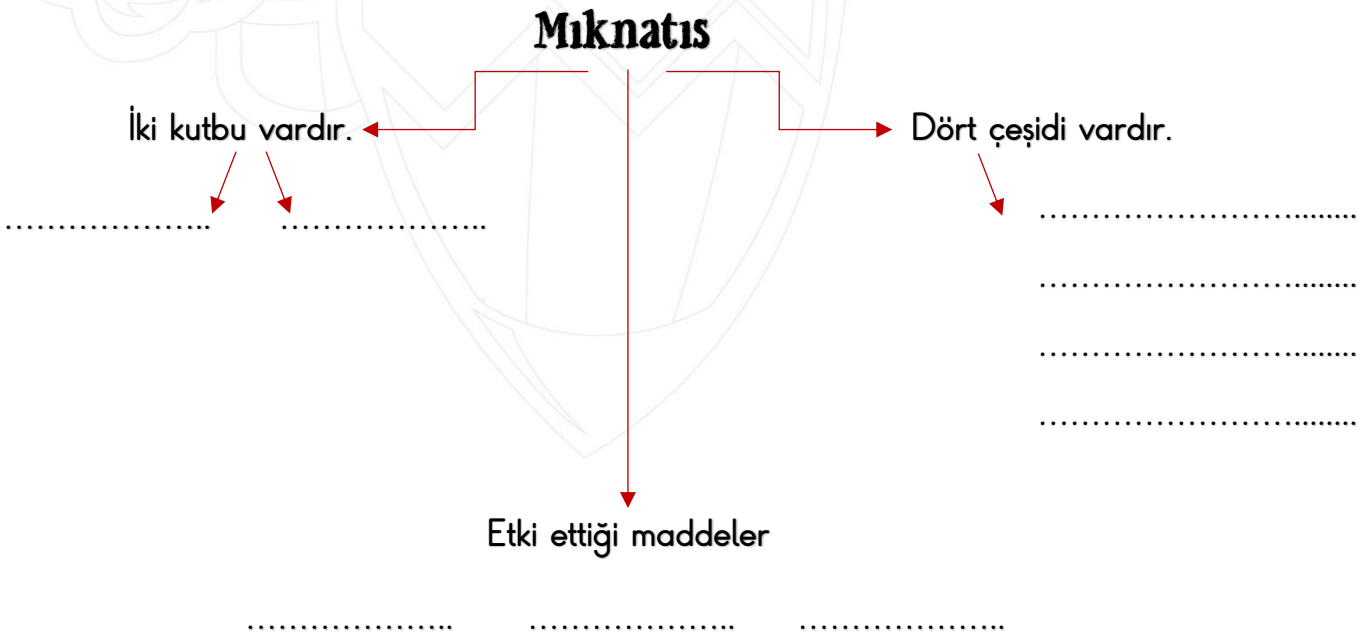 Mıknatıs
İki kutbu vardır.
Dört çeşidi vardır.
……………….. ………………..
……………………........
……………………........
……………………........
……………………........
Etki ettiği maddeler
……………….. ……………….. ………………..